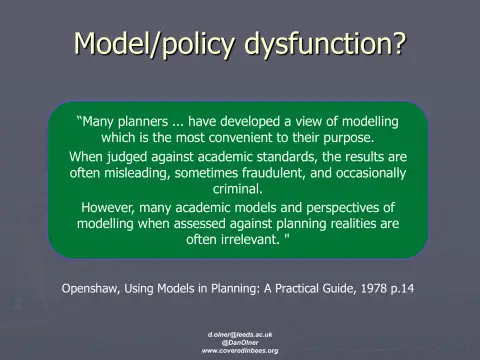 Model/policy dysfunction?
“Many planners ... have developed a view of modelling
which is the most convenient to their purpose.
When judged against academic standards, the results are
often misleading, sometimes fraudulent, and occasionally
criminal.
However, many academic models and perspectives of
modelling when assessed against planning realities are
often irrelevant. "
Openshaw, Using Models in Planning: A Practical Guide, 1978 p.14
d.olner@leeds.ac.uk
@DanOlner
www.coveredinbees.org